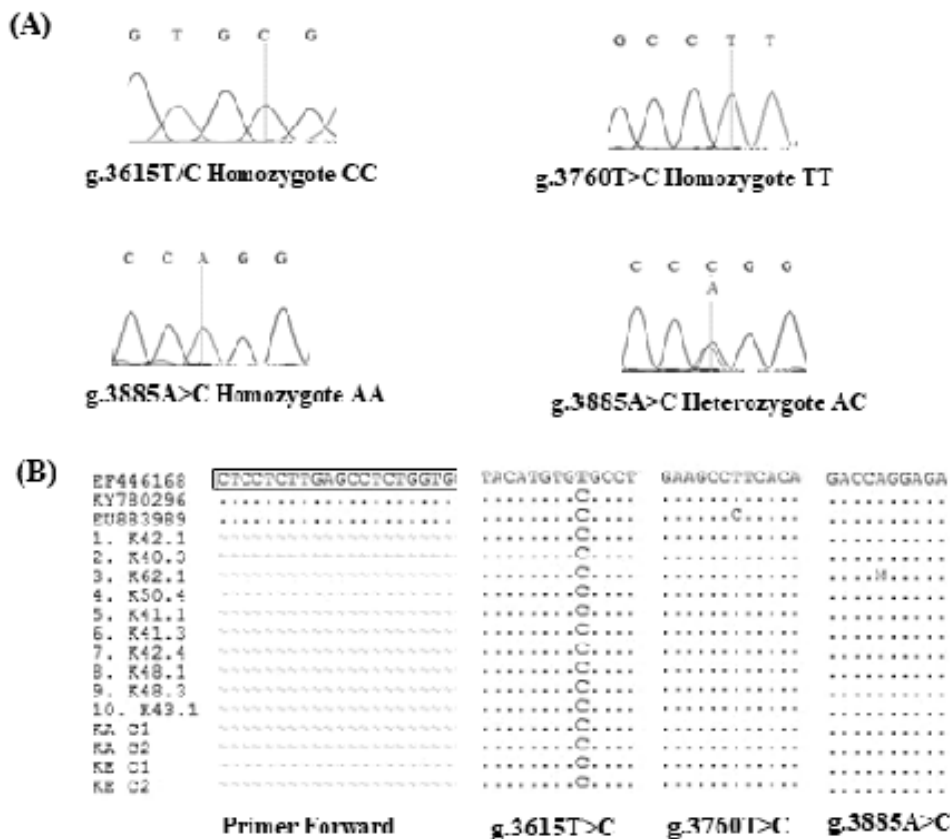 (A)
G T G C G
G C C T T
g.3615T/C Homozygote CC
g.3760T>C Homozygote TT
C C A G G
C C C G G
A
g.3885A>C Homozygote AA
g.3885A>C Heterozygote AC
(B)
EF446168 CTCCTCTTGAGCCTCTGGTG TACATGTGTGCCT GAAGCCTTCACA GACCAGGAGA
KY780296 .................... ........C.... ............ ..........
EU883989 .................... ........C.... ......C..... ..........
1. K42.1 ~~~~~~~~~~~~~~~~~~~~ ........C.... ............ ..........
2. K40.3 ~~~~~~~~~~~~~~~~~~~~ ........C.... ............ ..........
3. K62.1 ~~~~~~~~~~~~~~~~~~~~ ........C.... ............ ....M.....
4. K50.4 ~~~~~~~~~~~~~~~~~~~~ ........C.... ............ ..........
5. K41.1 ~~~~~~~~~~~~~~~~~~~~ ........C.... ............ ..........
6. K41.3 ~~~~~~~~~~~~~~~~~~~~ ........C.... ............ ..........
7. K42.4 ~~~~~~~~~~~~~~~~~~~~ ........C.... ............ ..........
8. K48.1 ~~~~~~~~~~~~~~~~~~~~ ........C.... ............ ..........
9. K48.3 ~~~~~~~~~~~~~~~~~~~~ ........C.... ............ ..........
10. K43.1 ~~~~~~~~~~~~~~~~~~~~ ........C.... ............ ..........
KA C1 ~~~~~~~~~~~~~~~~~~~~ ........C.... ............ ..........
KA C2 ~~~~~~~~~~~~~~~~~~~~ ........C.... ............ ..........
KE C1 ~~~~~~~~~~~~~~~~~~~~ ........C.... ............ ..........
KE C2 ~~~~~~~~~~~~~~~~~~~~ ........C.... ............ ..........
Primer Forward g.3615T>C g.3760T>C g.3885A>C